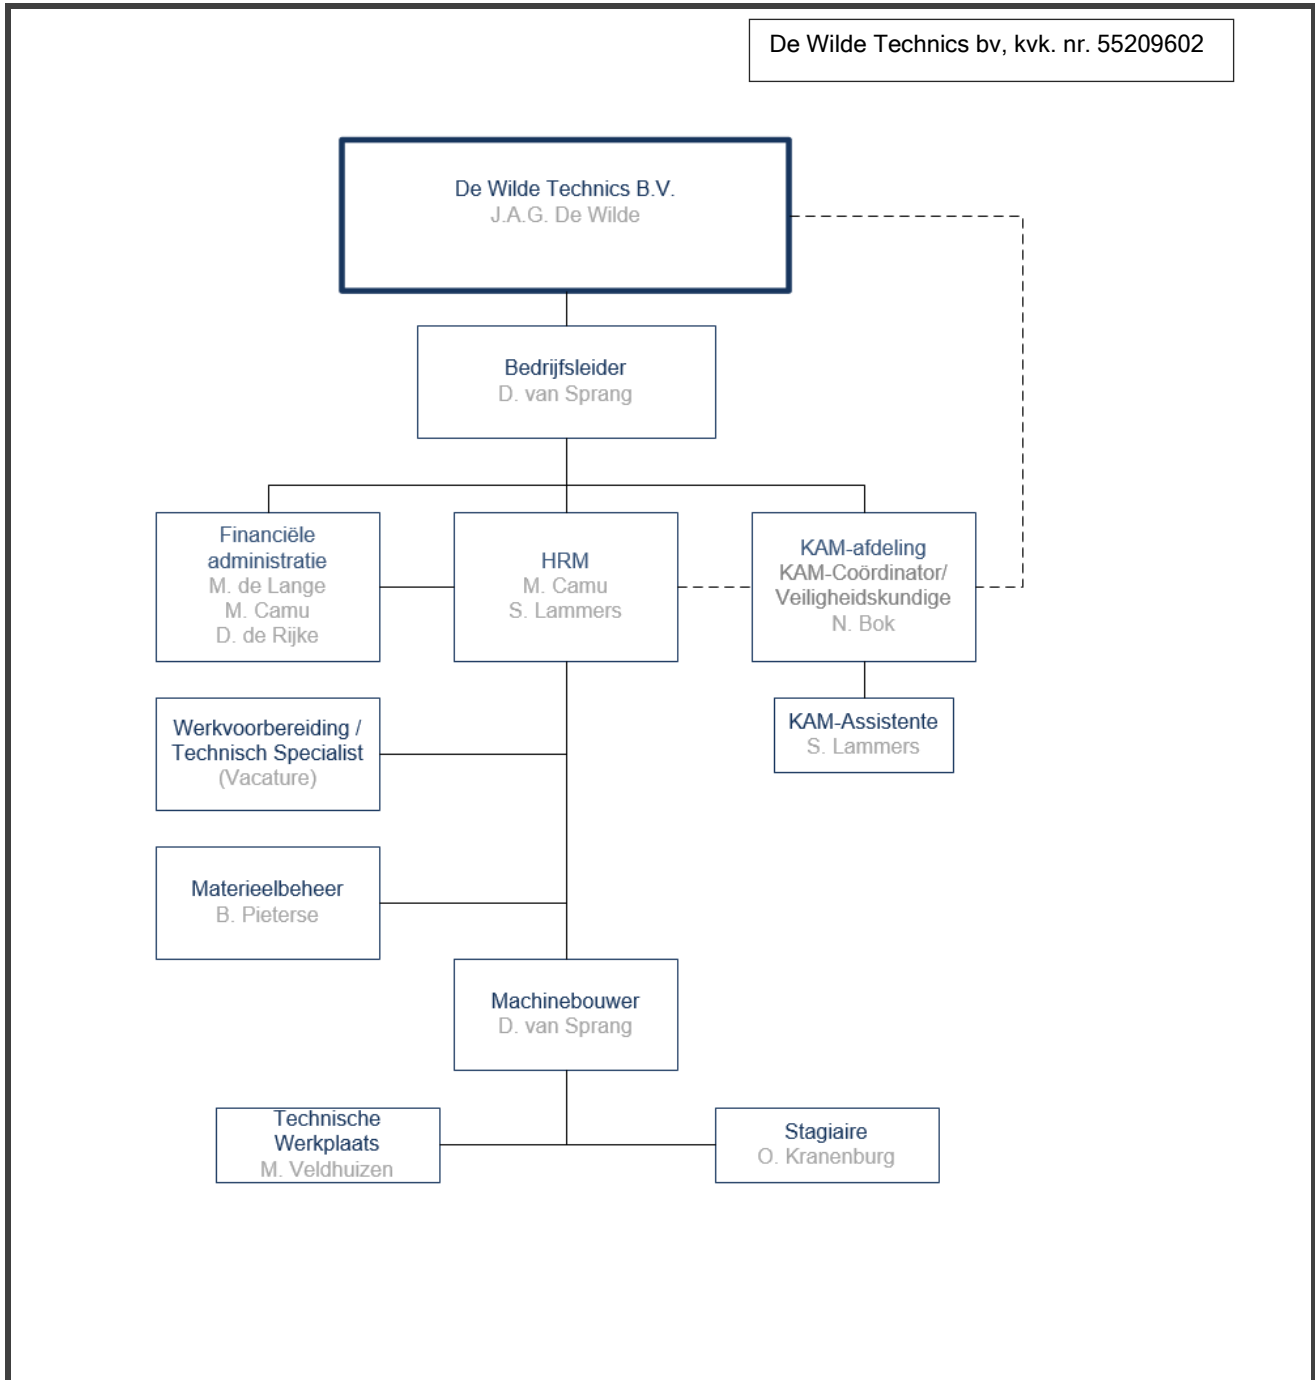 De Wilde Technics bv, kvk. nr. 55209602
De Wilde Technics B.V.
J.A.G. De Wilde
Bedrijfsleider
D. van Sprang
Financiële
administratie
M. de Lange
M. Camu
D. de Rijke
HRM
M. Camu
S. Lammers
KAM-afdeling
KAM-Coördinator/
Veiligheidskundige
N. Bok
Werkvoorbereiding /
Technisch Specialist
(Vacature)
KAM-Assistente
S. Lammers
Materieelbeheer
B. Pieterse
Machinebouwer
D. van Sprang
Technische
Werkplaats
M. Veldhuizen
Stagiaire
O. Kranenburg